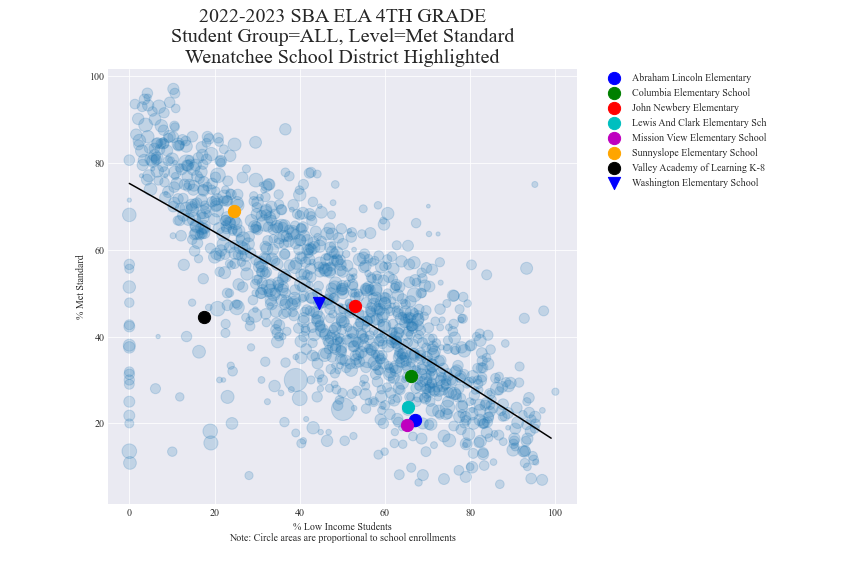 2022-2023 SBA ELA 4TH GRADE
Student Group=ALL, Level=Met Standard
Wenatchee School District Highlighted
100
80
60
40
20
% Met Standard
0 20 40 60 80 100
% Low Income Students
Note: Circle areas are proportional to school enrollments
Abraham Lincoln Elementary
Columbia Elementary School
John Newbery Elementary
Lewis And Clark Elementary Sch
Mission View Elementary School
Sunnyslope Elementary School
Valley Academy of Learning K-8
Washington Elementary School